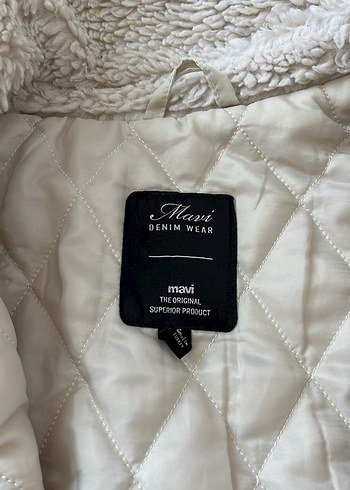 Mavi
DENIM WEAR
mavi
THE ORIGINAL
SUPERIOR PRODUCT